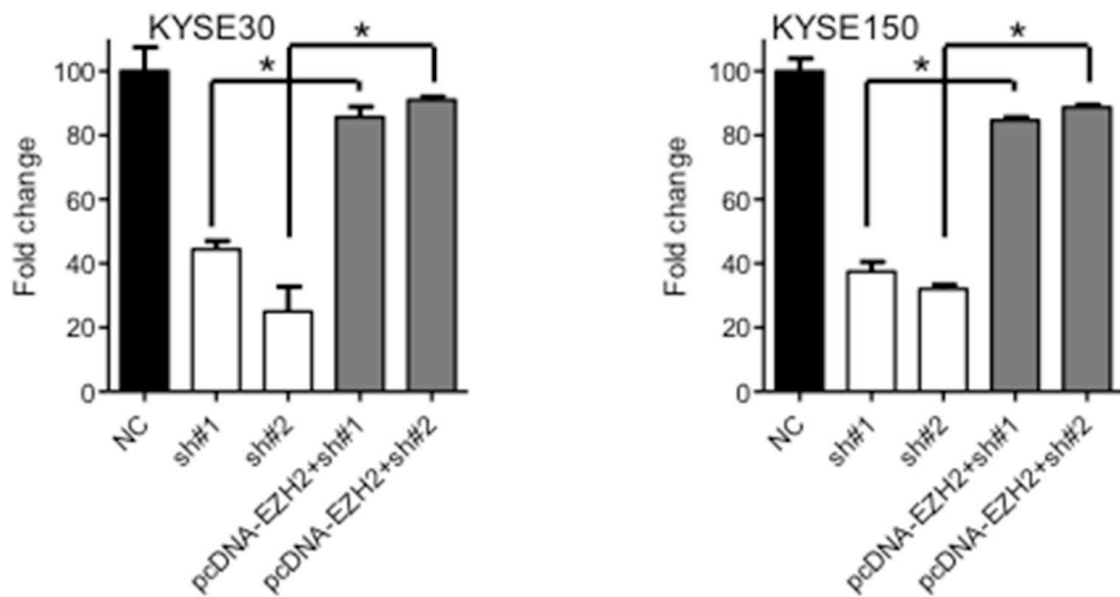 KYSE30
*
*
Fold change
100
80
60
40
20
0
NC
sh#1
sh#2
pcDNA-EZH2+sh#1
pcDNA-EZH2+sh#2
KYSE150
*
*
Fold change
100
80
60
40
20
0
NC
sh#1
sh#2
pcDNA-EZH2+sh#1
pcDNA-EZH2+sh#2